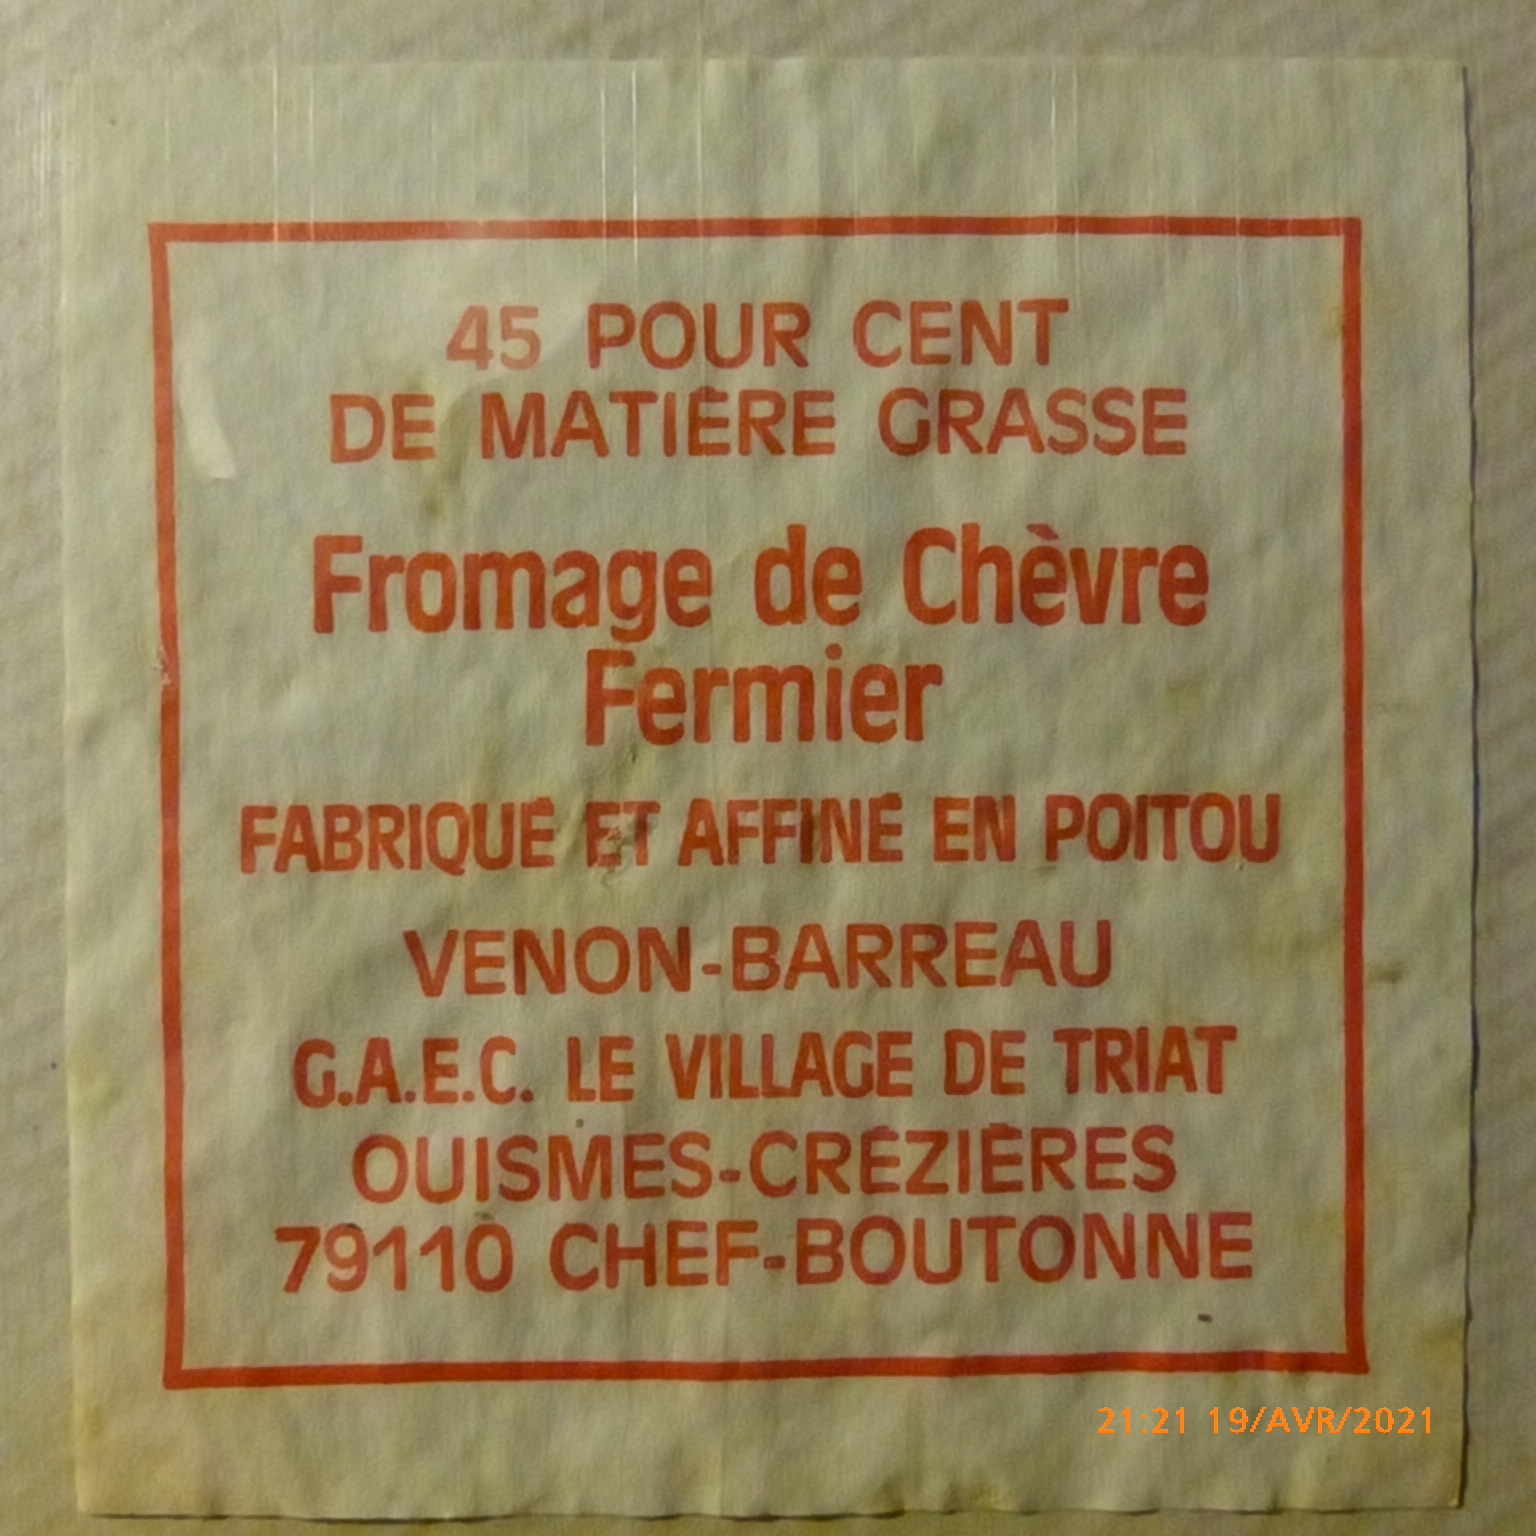 45 POUR CENT
DE MATIÈRE GRASSE
Fromage de Chèvre
Fermier
FABRIQUÉ ET AFFINÉ EN POITOU
VENON-BARREAU
G.A.E.C. LE VILLAGE DE TRIAT
OUISMES-CRÉZIÈRES
79110 CHEF-BOUTONNE
21:21 19/AVR/2021